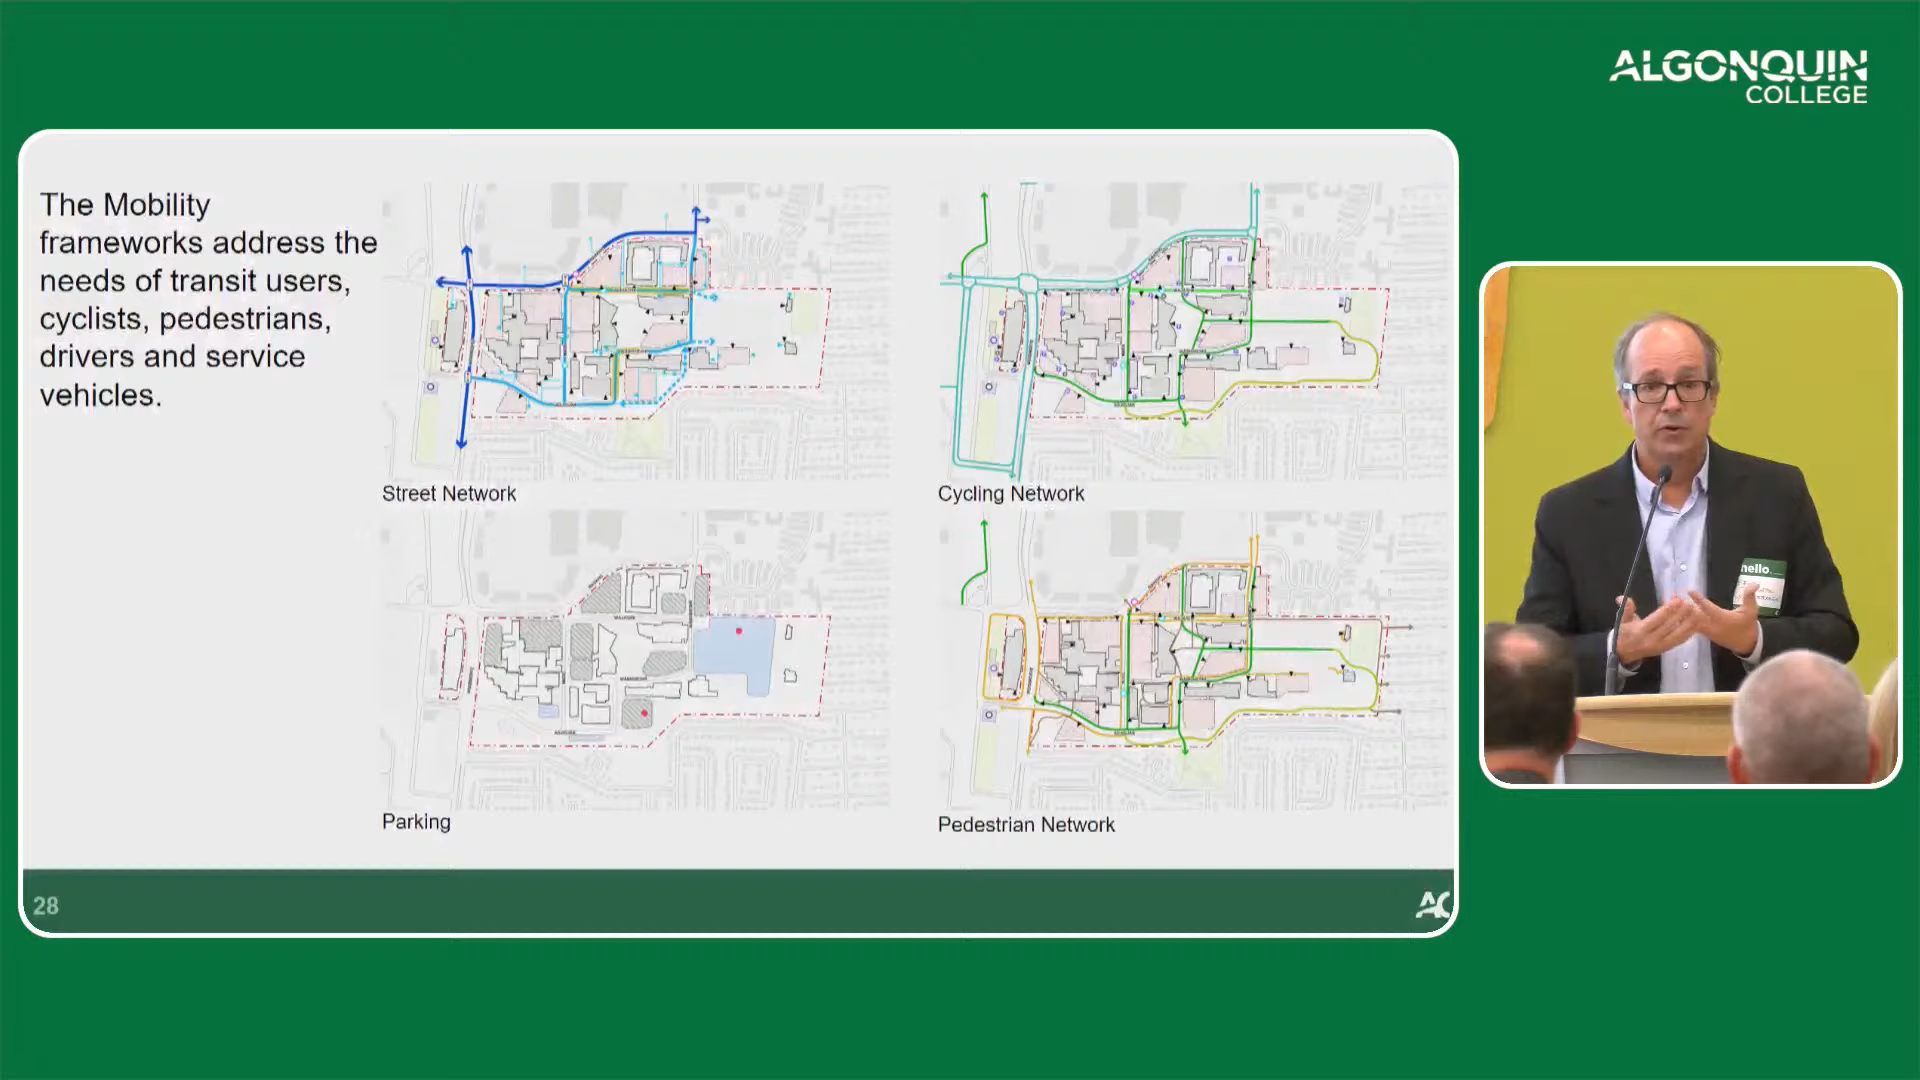 ALGONQUIN
COLLEGE
The Mobility
frameworks address the
needs of transit users,
cyclists, pedestrians,
drivers and service
vehicles.
Street Network
Cycling Network
Parking
Pedestrian Network
28
AC
hello